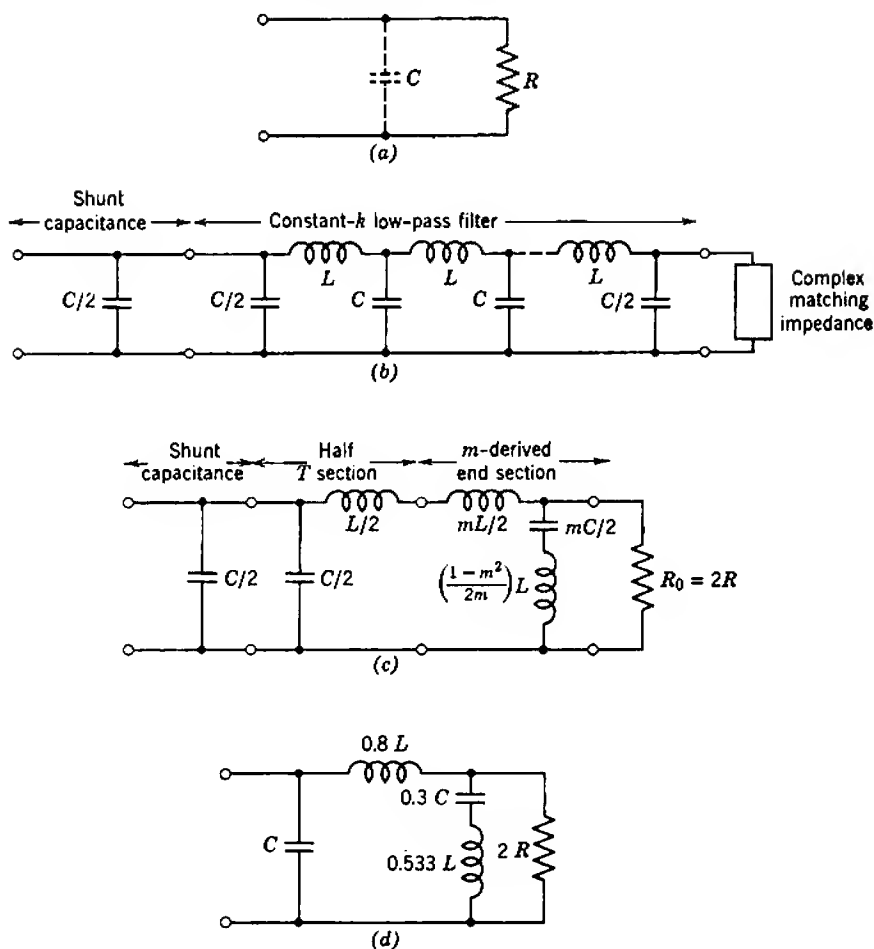 C
R
(a)
Shunt
capacitance
Constant-k low-pass filter
L
L
L
C/2
C/2
C
C
C/2
Complex
matching
impedance
(b)
Shunt
capacitance
Half
T section
m-derived
end section
L/2
mL/2
mC/2
C/2
C/2
(1 − m²/2m)L
R₀ = 2R
(c)
0.8 L
0.3 C
C
0.533 L
2 R
(d)